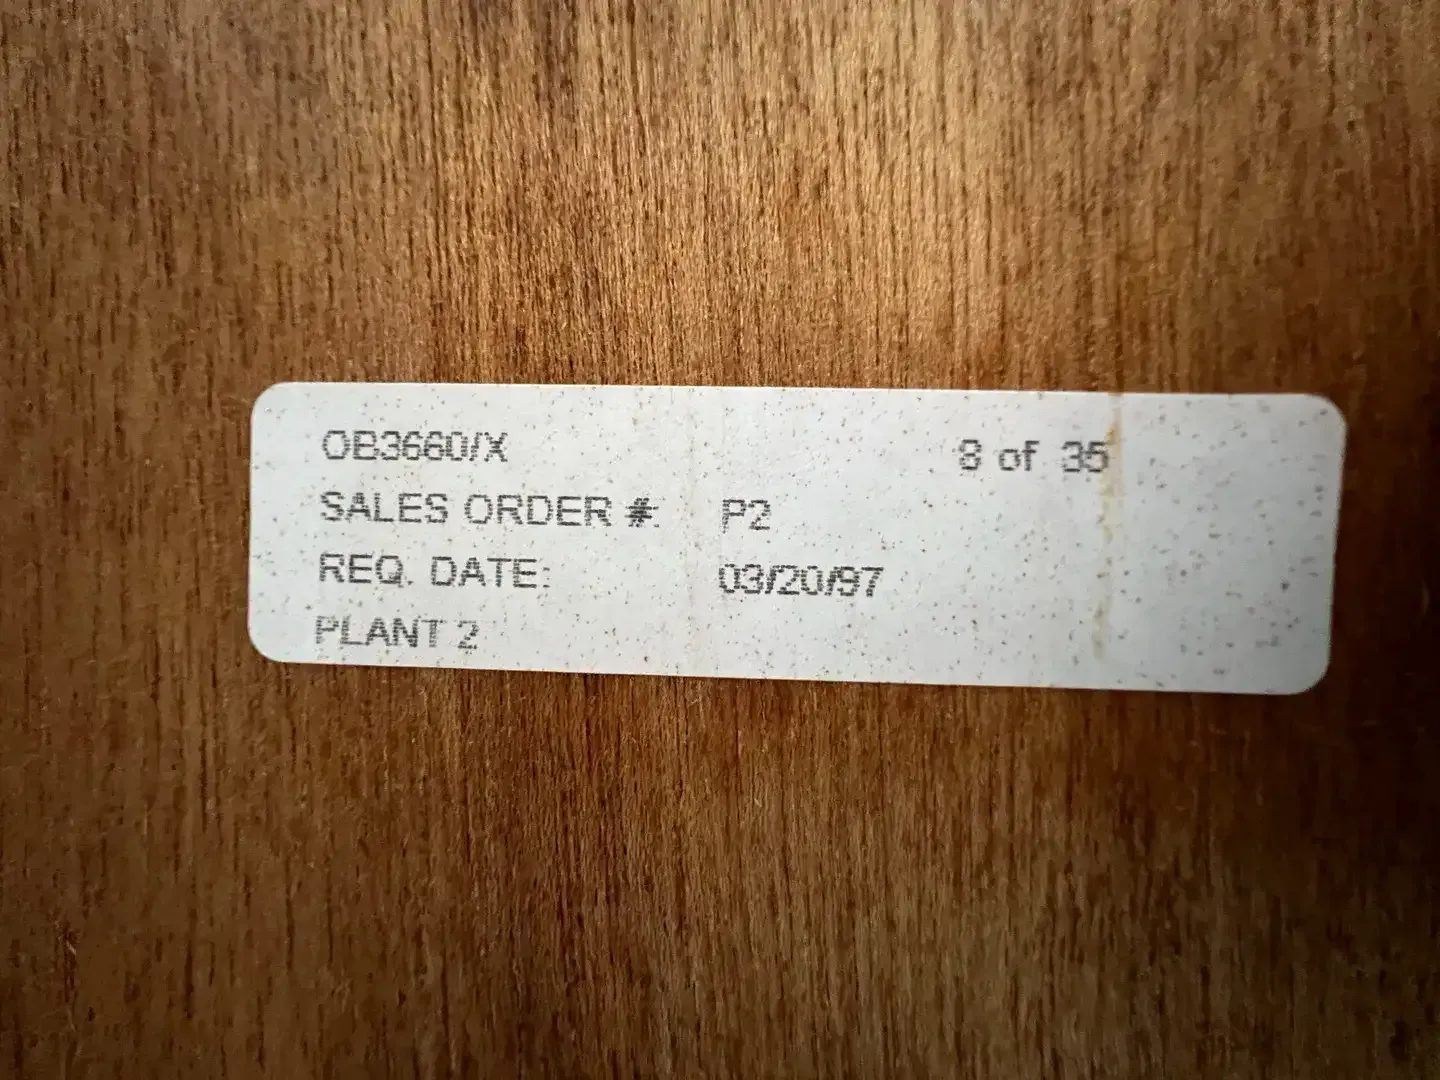 OB3660/X 8 of 35
SALES ORDER #: P2
REQ. DATE: 03/20/97
PLANT 2